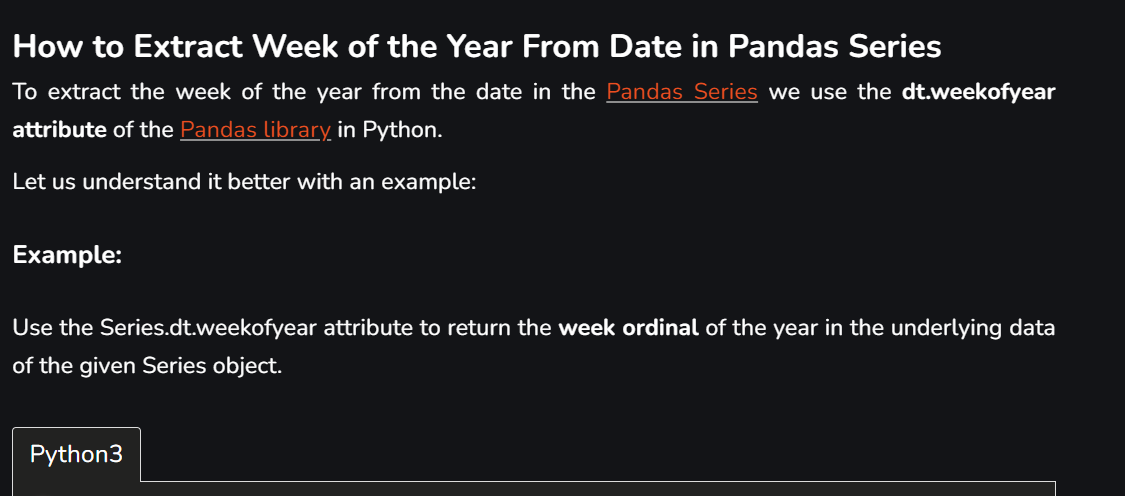 How to Extract Week of the Year From Date in Pandas Series
To extract the week of the year from the date in the Pandas Series we use the dt.weekofyear
attribute of the Pandas library in Python.
Let us understand it better with an example:
Example:
Use the Series.dt.weekofyear attribute to return the week ordinal of the year in the underlying data
of the given Series object.
Python3